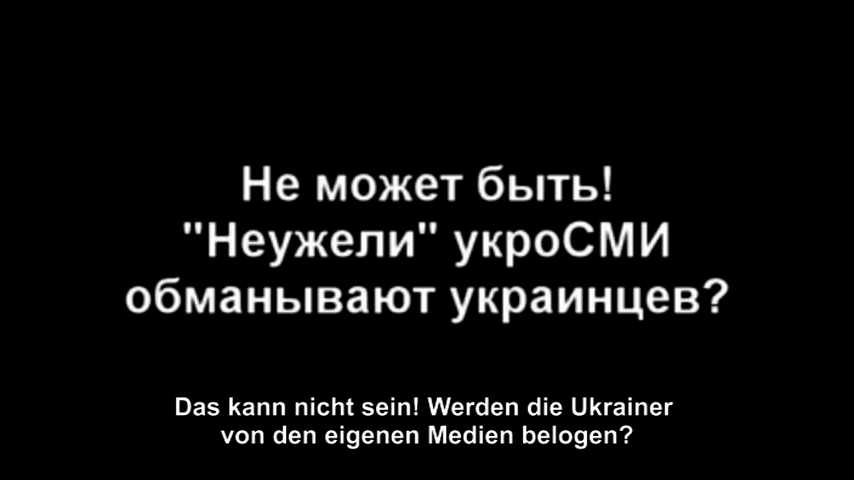 Не может быть!
"Неужели" укроСМИ
обманывают украинцев?
Das kann nicht sein! Werden die Ukrainer
von den eigenen Medien belogen?